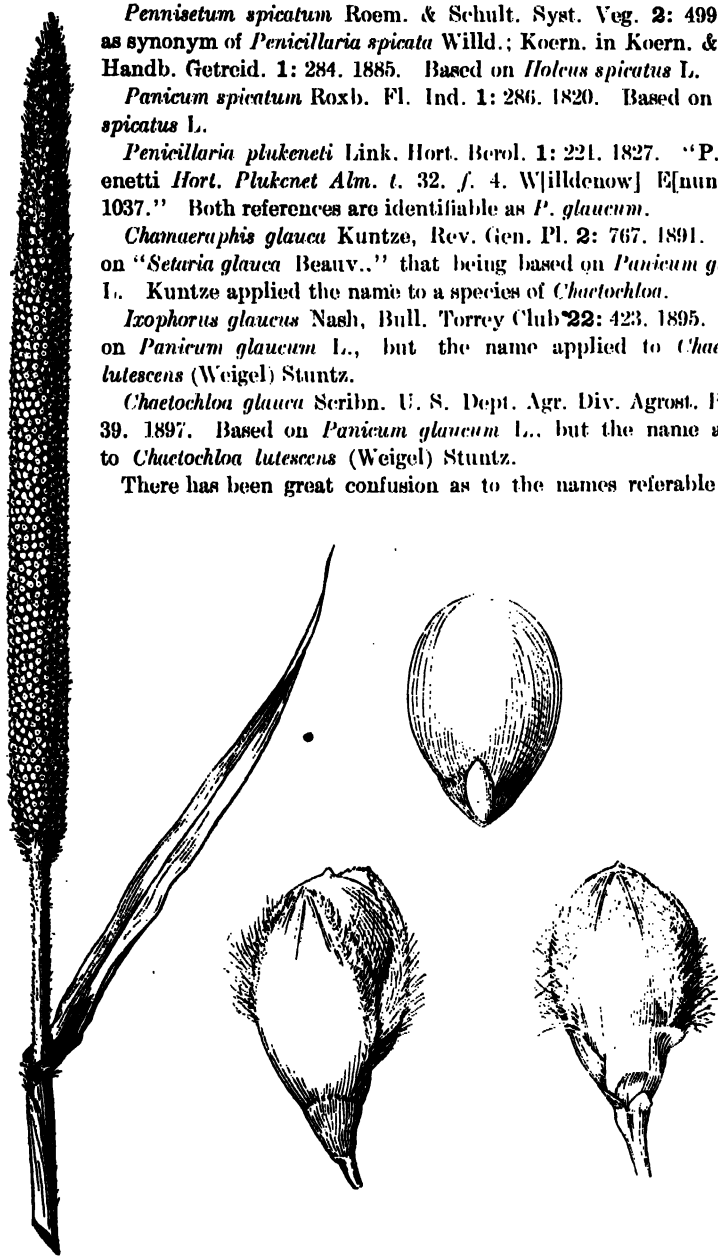 Pennisetum spicatum Roem. & Schult. Syst. Veg. 2: 499
as synonym of Penicillaria spicata Willd.; Koern. in Koern. &
Handb. Getreid. 1: 284. 1885. Based on Holcus spicatus L.
Panicum spicatum Roxb. Fl. Ind. 1: 286. 1820. Based on
spicatus L.
Penicillaria plukeneti Link. Hort. Berol. 1: 221. 1827. “P.
enetti Hort. Plukenet Alm. t. 32. f. 4. W[illdenow] E[num
1037.” Both references are identifiable as P. glaucum.
Chamaeraphis glauca Kuntze, Rev. Gen. Pl. 2: 767. 1891.
on “Setaria glauca Beauv..” that being based on Panicum g
L. Kuntze applied the name to a species of Chaetochloa.
Ixophorus glaucus Nash, Bull. Torrey Club 22: 423. 1895.
on Panicum glaucum L., but the name applied to Chae
lutescens (Weigel) Stuntz.
Chaetochloa glauca Scribn. U. S. Dept. Agr. Div. Agrost.
39. 1897. Based on Panicum glaucum L.. but the name a
to Chaetochloa lutescens (Weigel) Stuntz.
There has been great confusion as to the names referable